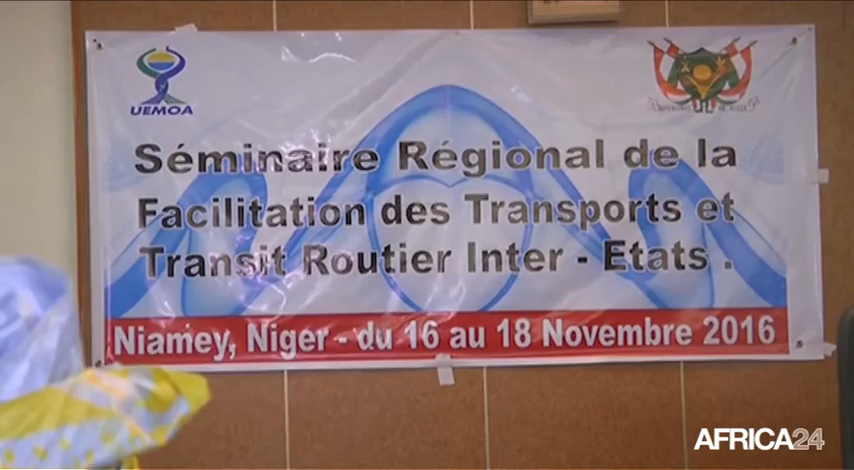 UEMOA
Séminaire Régional de la
Facilitation des Transports et
Transit Routier Inter - Etats .
Niamey, Niger - du 16 au 18 Novembre 2016
AFRICA24